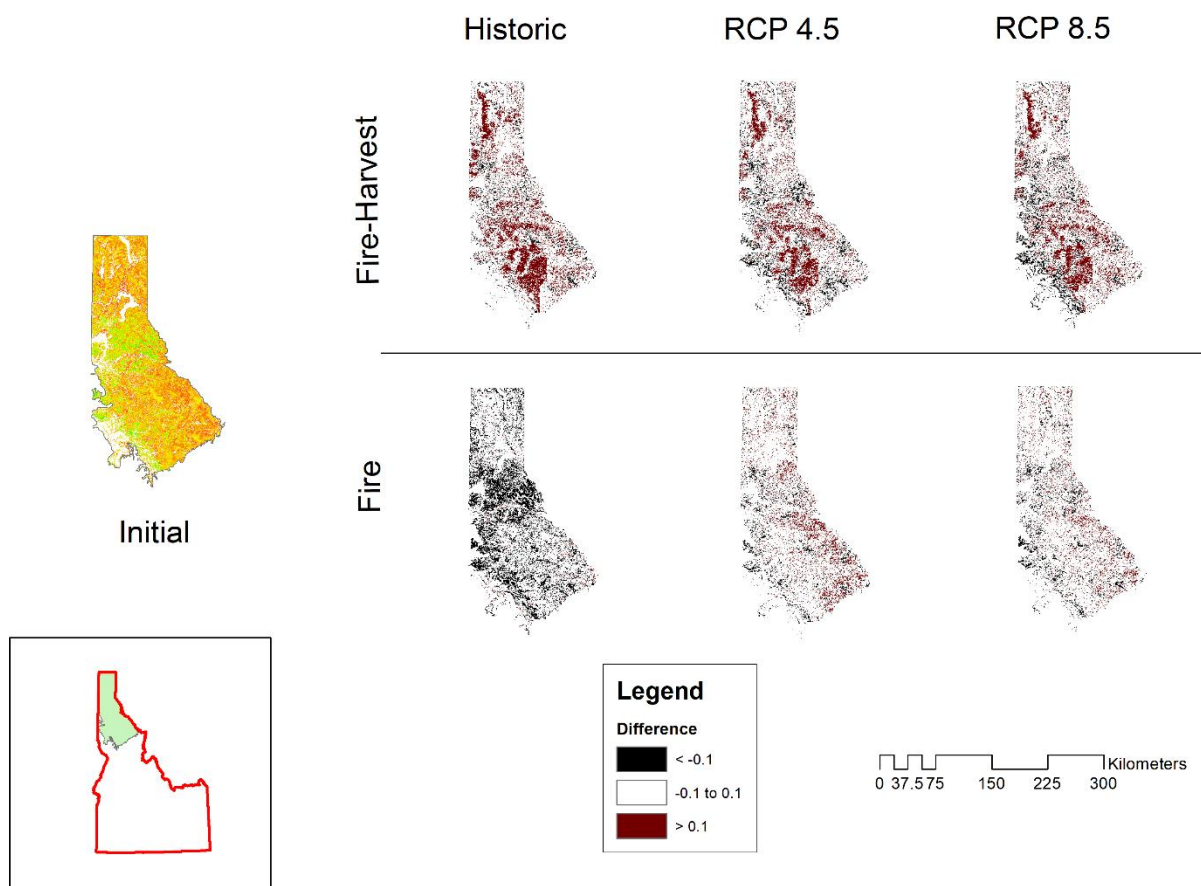 Historic
RCP 4.5
RCP 8.5
Fire-Harvest
Initial
Fire
Legend
Difference
< -0.1
-0.1 to 0.1
> 0.1
Kilometers
0 37.5 75 150 225 300